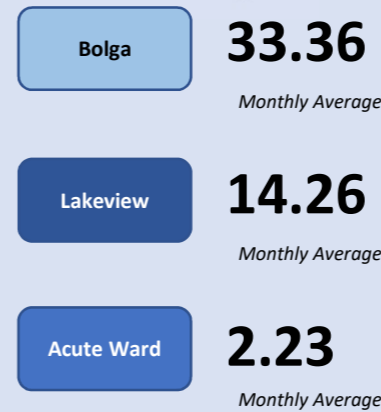 Bolga 33.36
Monthly Average
Lakeview 14.26
Monthly Average
Acute Ward 2.23
Monthly Average